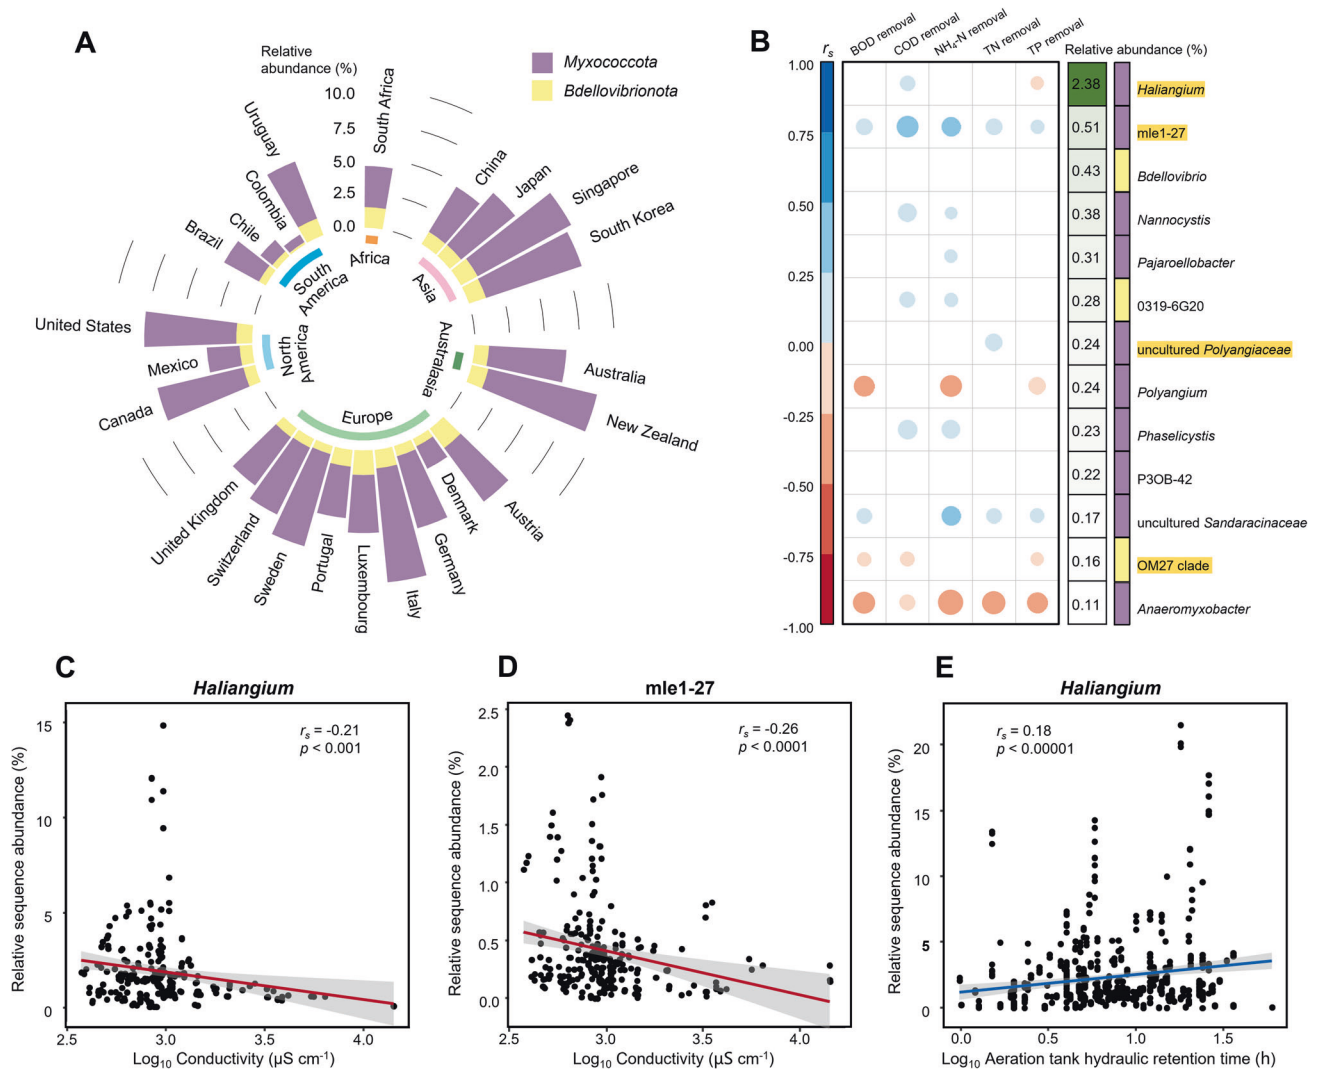 A
Relative
abundance (%)
10.0
7.5
5.0
2.5
0.0
Myxococcota
Bdellovibrionota
South Africa
China
Japan
Singapore
South Korea
Australia
New Zealand
Austria
Denmark
Germany
Italy
Luxembourg
Portugal
Sweden
Switzerland
United Kingdom
Canada
Mexico
United States
Brazil
Chile
Colombia
Uruguay
Africa
Asia
Australasia
Europe
North
America
South
America
B
rs
BOD removal
COD removal
NH4-N removal
TN removal
TP removal
Relative abundance (%)
1.00
0.75
0.50
0.25
0.00
-0.25
-0.50
-0.75
-1.00
2.38 Haliangium
0.51 mle1-27
0.43 Bdellovibrio
0.38 Nannocystis
0.31 Pajaroellobacter
0.28 0319-6G20
0.24 uncultured Polyangiaceae
0.24 Polyangium
0.23 Phaselicystis
0.22 P3OB-42
0.17 uncultured Sandaracinaceae
0.16 OM27 clade
0.11 Anaeromyxobacter
C
Haliangium
rs = -0.21
p < 0.001
Relative sequence abundance (%)
15
10
5
0
2.5 3.0 3.5 4.0
Log10 Conductivity (µS cm-1)
D
mle1-27
rs = -0.26
p < 0.0001
Relative sequence abundance (%)
2.5
2.0
1.5
1.0
0.5
0.0
2.5 3.0 3.5 4.0
Log10 Conductivity (µS cm-1)
E
Haliangium
rs = 0.18
p < 0.00001
Relative sequence abundance (%)
20
15
10
5
0
0.0 0.5 1.0 1.5
Log10 Aeration tank hydraulic retention time (h)